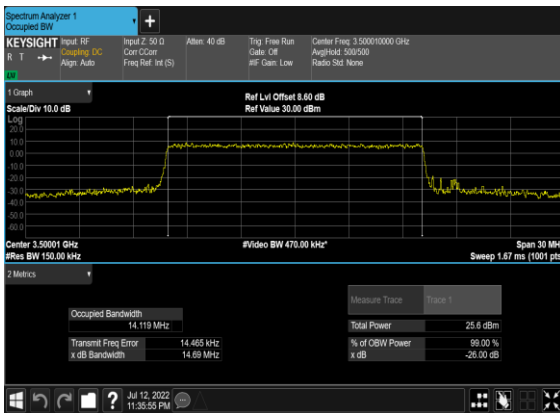 Spectrum Analyzer 1
Occupied BW
KEYSIGHT
R T
LV
Input: RF
Coupling: DC
Align: Auto
Input Z: 50 Ω
Corr CCorr
Freq Ref: Int (S)
Atten: 40 dB
Trig: Free Run
Gate: Off
#IF Gain: Low
Center Freq: 3.500010000 GHz
Avg|Hold: 500/500
Radio Std: None
1 Graph
Scale/Div 10.0 dB
Ref Lvl Offset 8.60 dB
Ref Value 30.00 dBm
Log
20.0
10.0
0.00
-10.0
-20.0
-30.0
-40.0
-50.0
-60.0
Center 3.50001 GHz
#Res BW 150.00 kHz
#Video BW 470.00 kHz*
Span 30 MH
Sweep 1.67 ms (1001 pts
2 Metrics
Measure Trace
Trace 1
Occupied Bandwidth
14.119 MHz
Total Power
25.6 dBm
Transmit Freq Error
14.465 kHz
% of OBW Power
99.00 %
x dB Bandwidth
14.69 MHz
x dB
-26.00 dB
Jul 12, 2022
11:35:55 PM